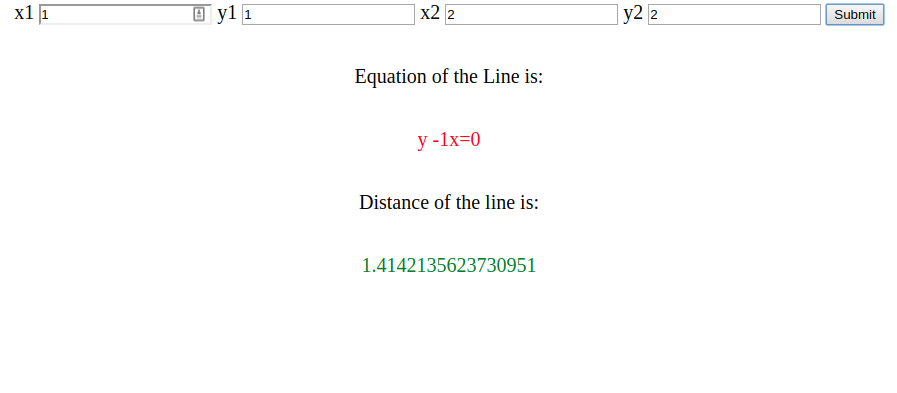 x1 1 y1 1 x2 2 y2 2 Submit
Equation of the Line is:
y -1x=0
Distance of the line is:
1.4142135623730951